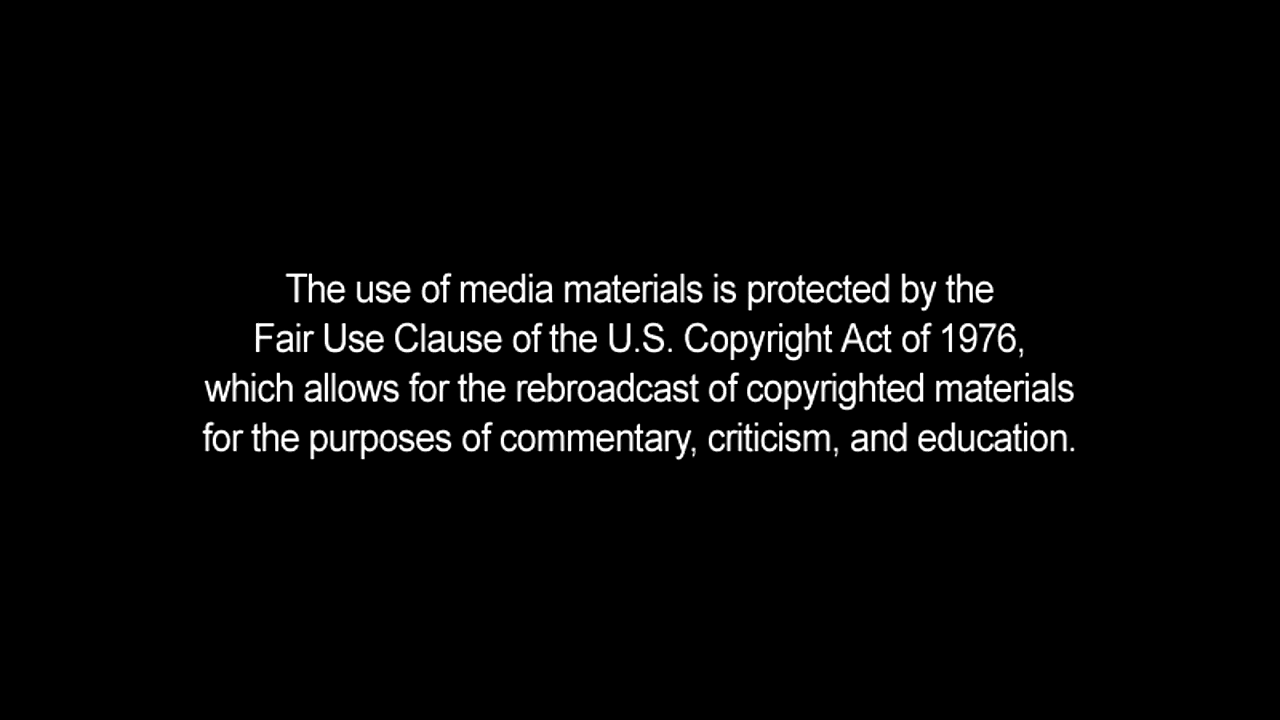 The use of media materials is protected by the
Fair Use Clause of the U.S. Copyright Act of 1976,
which allows for the rebroadcast of copyrighted materials
for the purposes of commentary, criticism, and education.